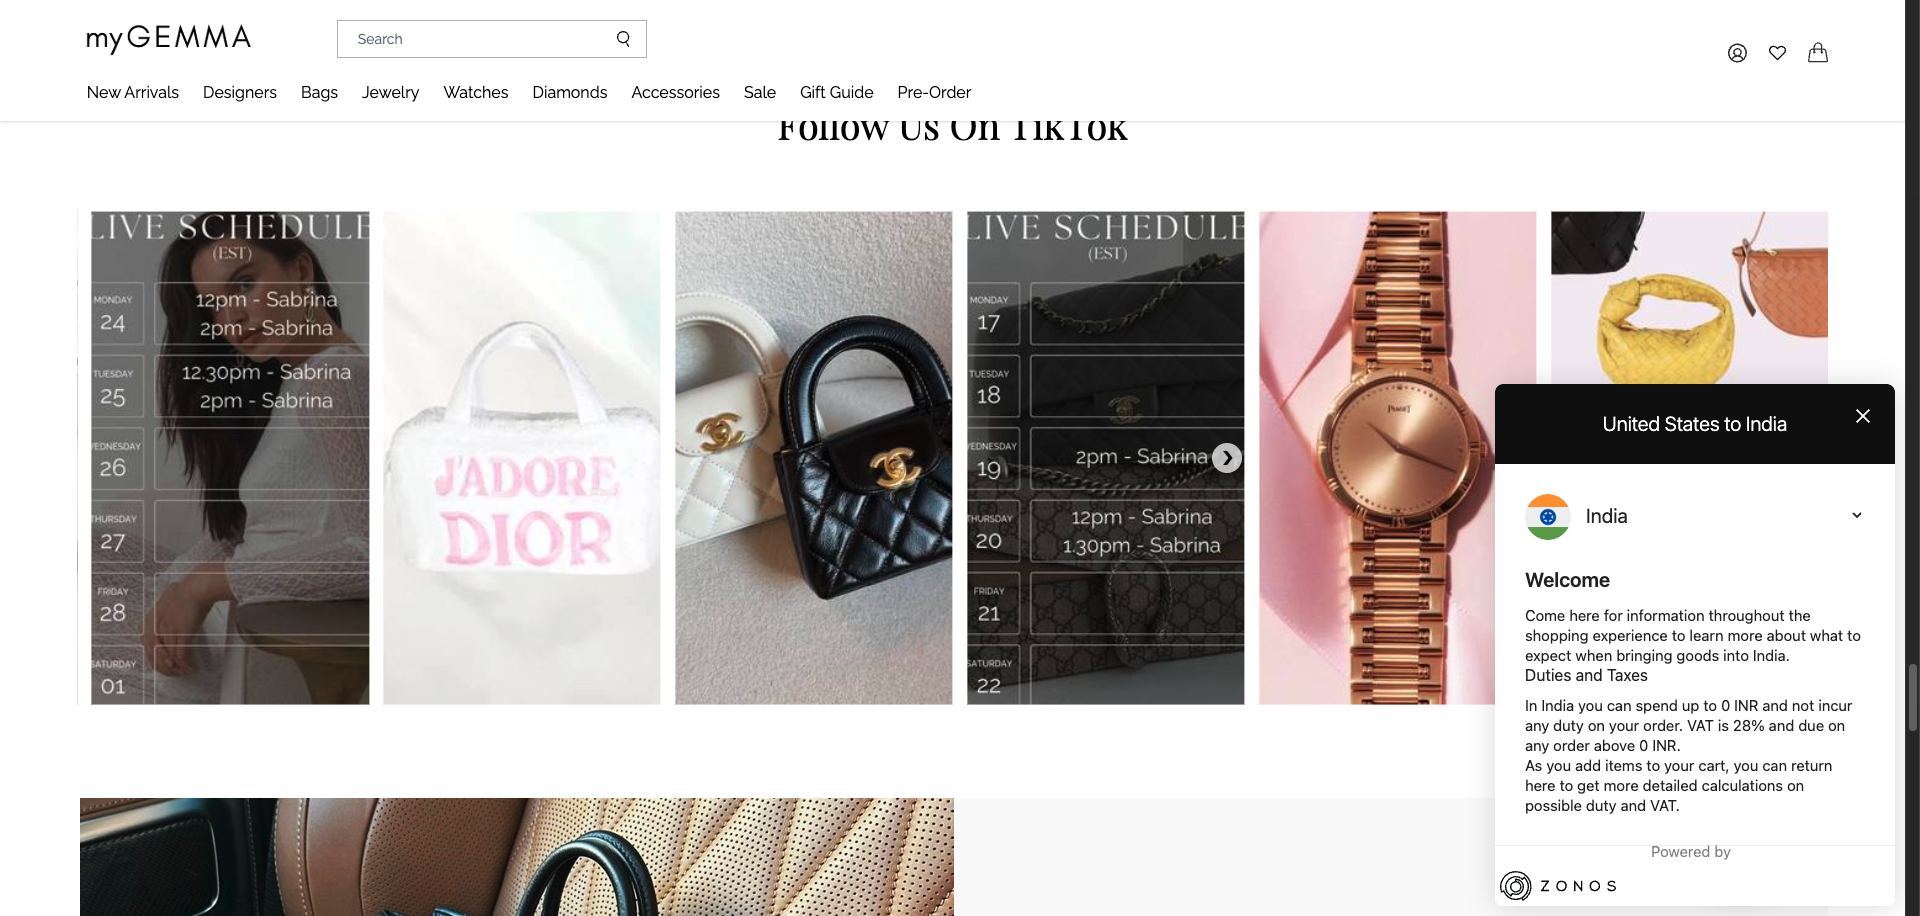 myGEMMA
Search
New Arrivals Designers Bags Jewelry Watches Diamonds Accessories Sale Gift Guide Pre-Order
Follow Us On TikTok
LIVE SCHEDULE
(EST)
MONDAY
24
12pm - Sabrina
2pm - Sabrina
TUESDAY
25
12.30pm - Sabrina
2pm - Sabrina
WEDNESDAY
26
THURSDAY
27
FRIDAY
28
SATURDAY
01
J'ADORE
DIOR
LIVE SCHEDULE
(EST)
MONDAY
17
TUESDAY
18
WEDNESDAY
19
2pm - Sabrina
THURSDAY
20
12pm - Sabrina
1.30pm - Sabrina
FRIDAY
21
SATURDAY
22
PIAGET
United States to India
India
Welcome
Come here for information throughout the
shopping experience to learn more about what to
expect when bringing goods into India.
Duties and Taxes
In India you can spend up to 0 INR and not incur
any duty on your order. VAT is 28% and due on
any order above 0 INR.
As you add items to your cart, you can return
here to get more detailed calculations on
possible duty and VAT.
Powered by
ZONOS